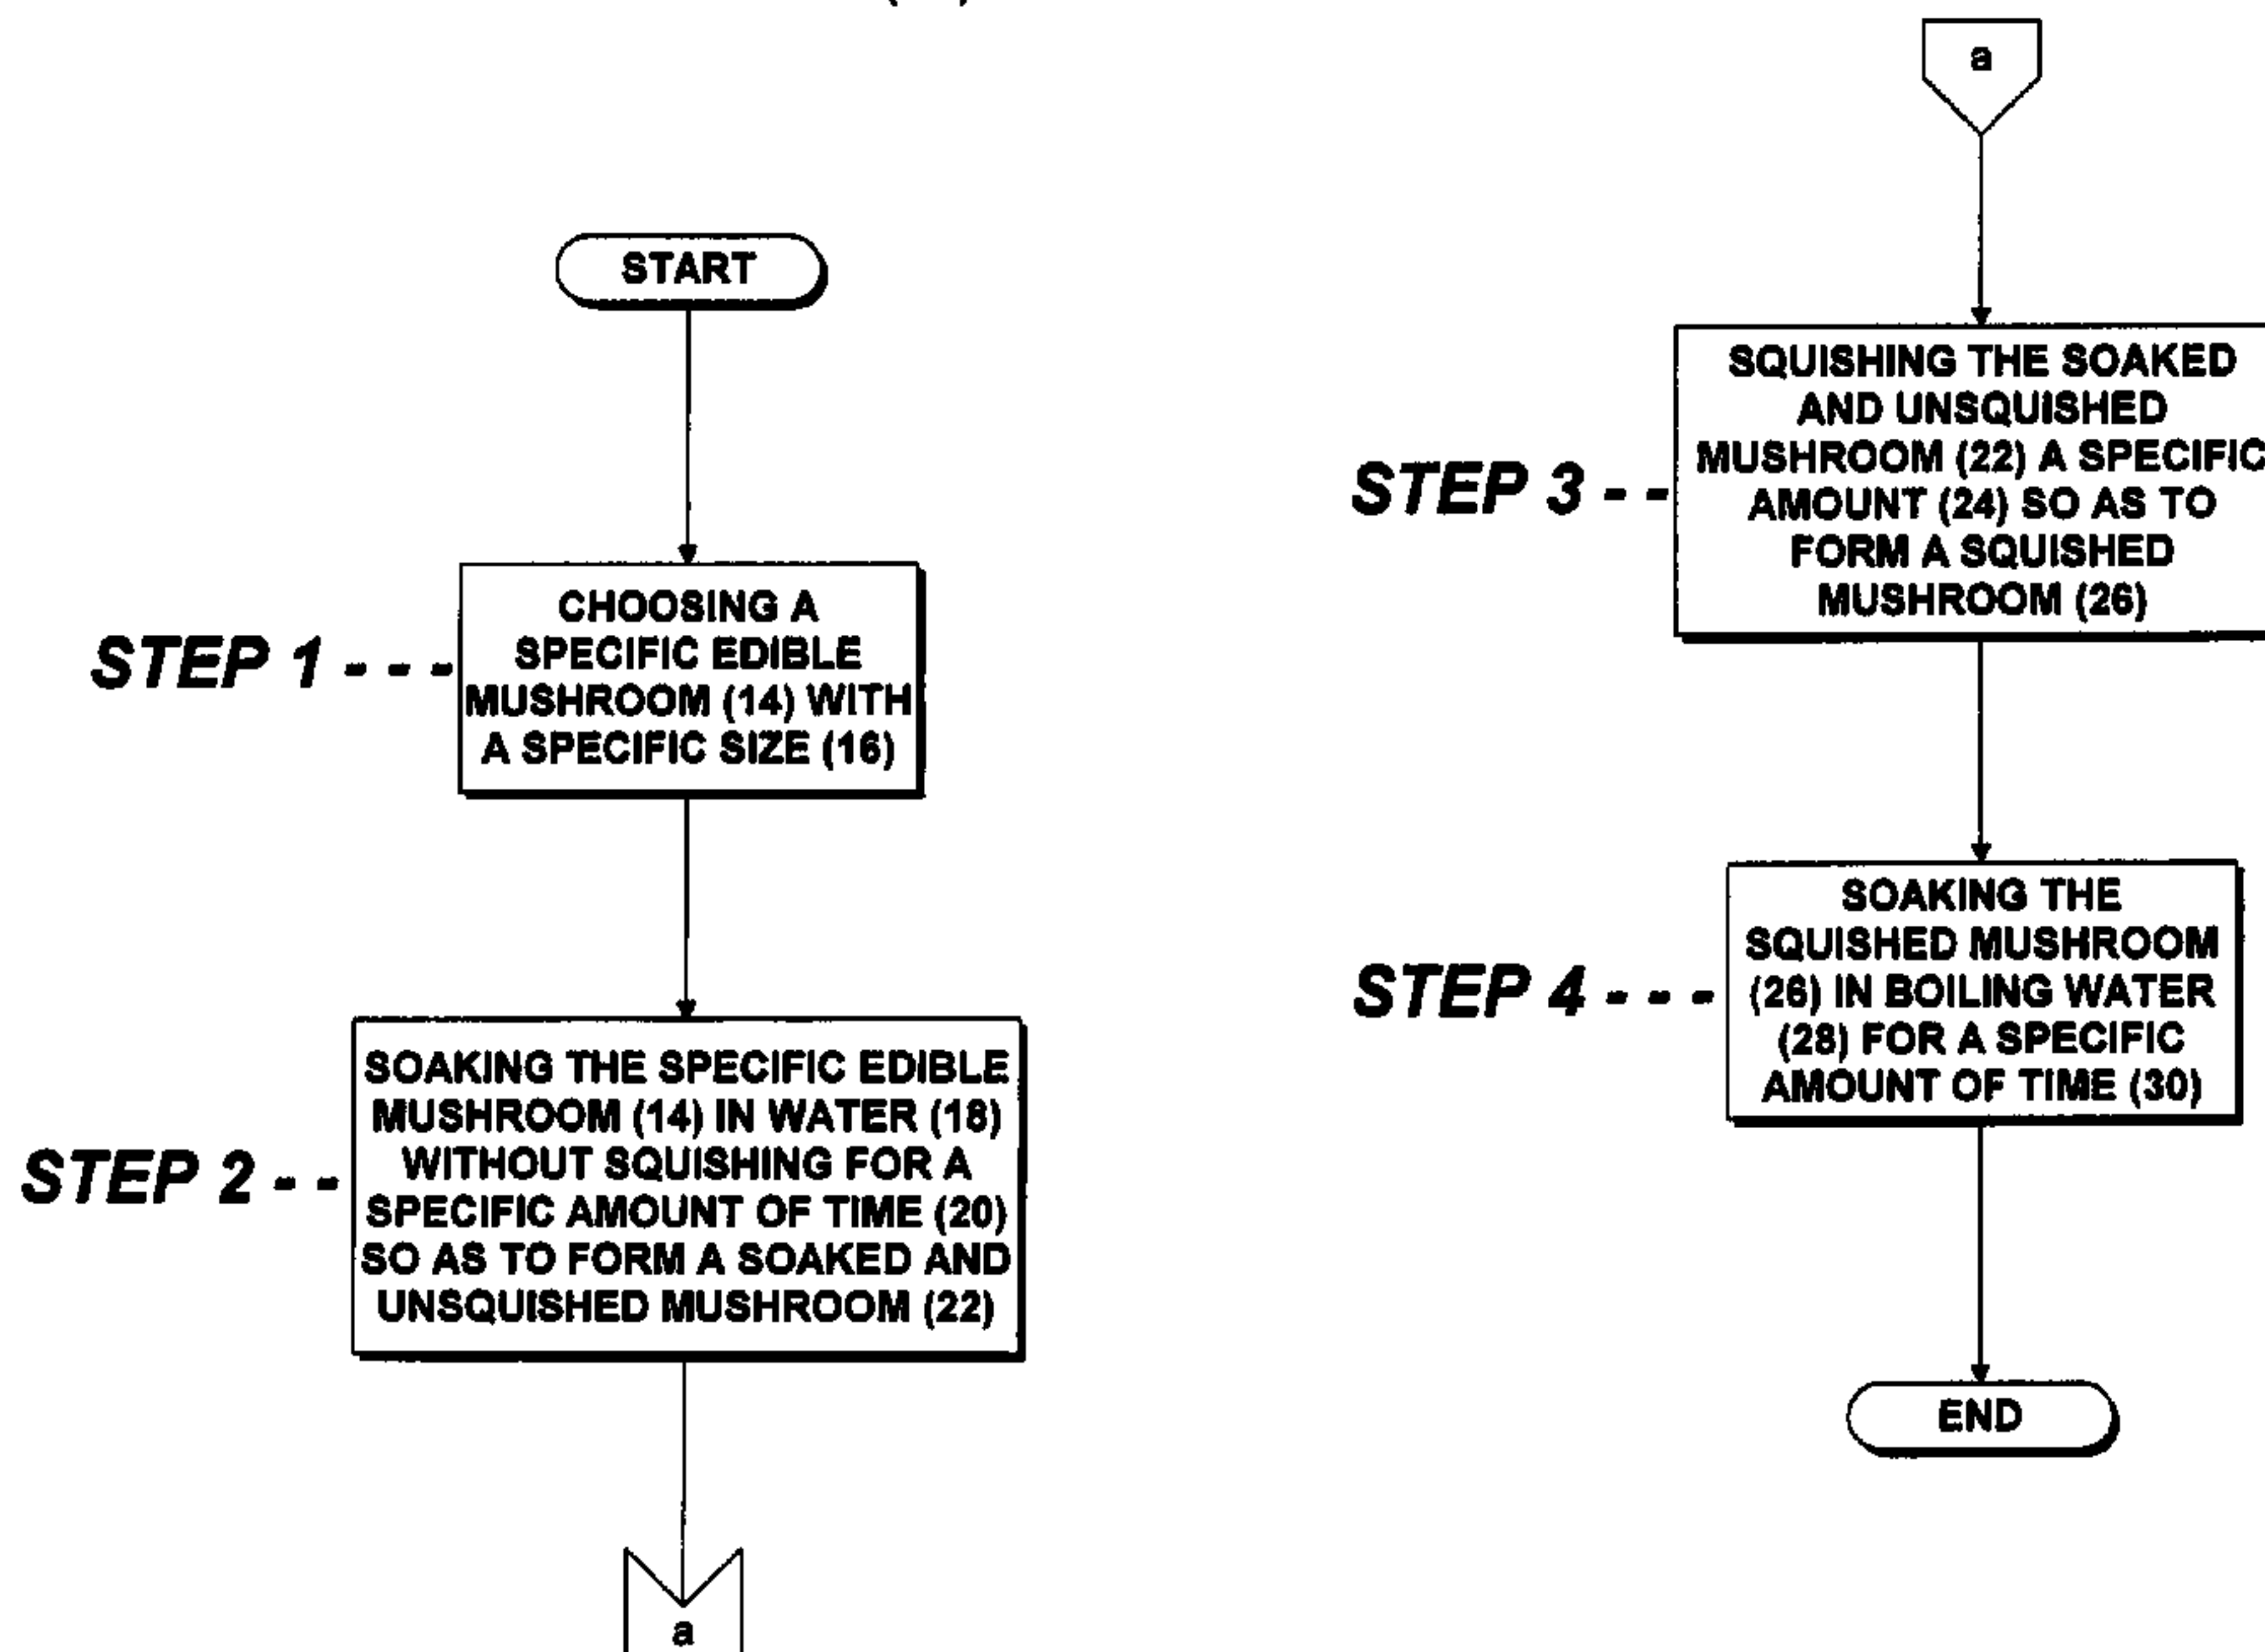 START
STEP 1 - - -
CHOOSING A
SPECIFIC EDIBLE
MUSHROOM (14) WITH
A SPECIFIC SIZE (16)
STEP 2 - -
SOAKING THE SPECIFIC EDIBLE
MUSHROOM (14) IN WATER (18)
WITHOUT SQUISHING FOR A
SPECIFIC AMOUNT OF TIME (20)
SO AS TO FORM A SOAKED AND
UNSQUISHED MUSHROOM (22)
a
a
STEP 3 - -
SQUISHING THE SOAKED
AND UNSQUISHED
MUSHROOM (22) A SPECIFIC
AMOUNT (24) SO AS TO
FORM A SQUISHED
MUSHROOM (26)
STEP 4 - - -
SOAKING THE
SQUISHED MUSHROOM
(26) IN BOILING WATER
(28) FOR A SPECIFIC
AMOUNT OF TIME (30)
END